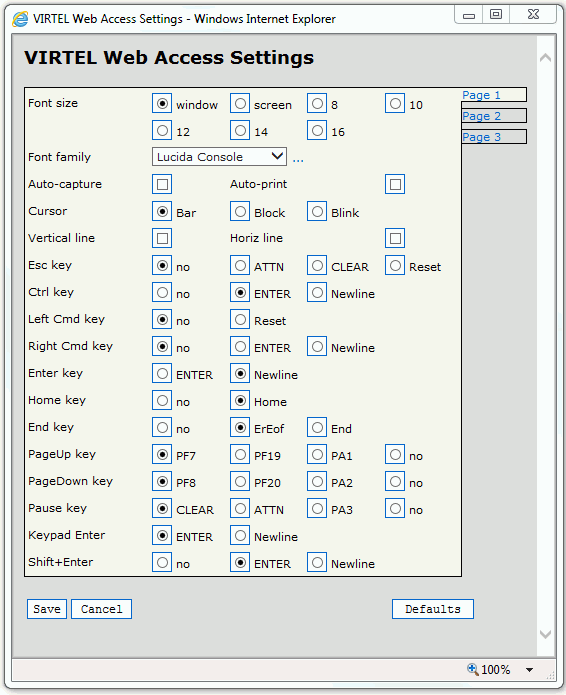 VIRTEL Web Access Settings - Windows Internet Explorer
VIRTEL Web Access Settings
Page 1
Page 2
Page 3
Font size window screen 8 10
12 14 16
Font family Lucida Console ...
Auto-capture Auto-print
Cursor Bar Block Blink
Vertical line Horiz line
Esc key no ATTN CLEAR Reset
Ctrl key no ENTER Newline
Left Cmd key no Reset
Right Cmd key no ENTER Newline
Enter key ENTER Newline
Home key no Home
End key no ErEof End
PageUp key PF7 PF19 PA1 no
PageDown key PF8 PF20 PA2 no
Pause key CLEAR ATTN PA3 no
Keypad Enter ENTER Newline
Shift+Enter no ENTER Newline
Save Cancel Defaults
100%